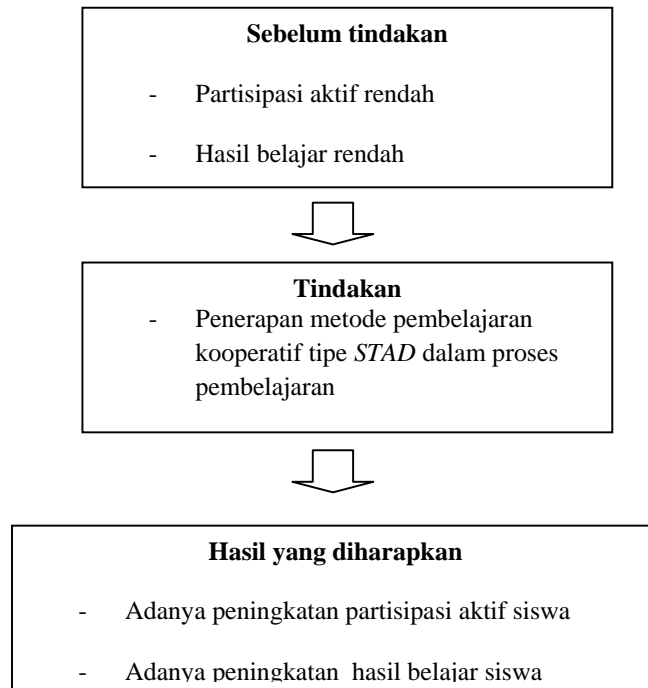 Sebelum tindakan
- Partisipasi aktif rendah
- Hasil belajar rendah
Tindakan
- Penerapan metode pembelajaran
kooperatif tipe STAD dalam proses
pembelajaran
Hasil yang diharapkan
- Adanya peningkatan partisipasi aktif siswa
- Adanya peningkatan hasil belajar siswa